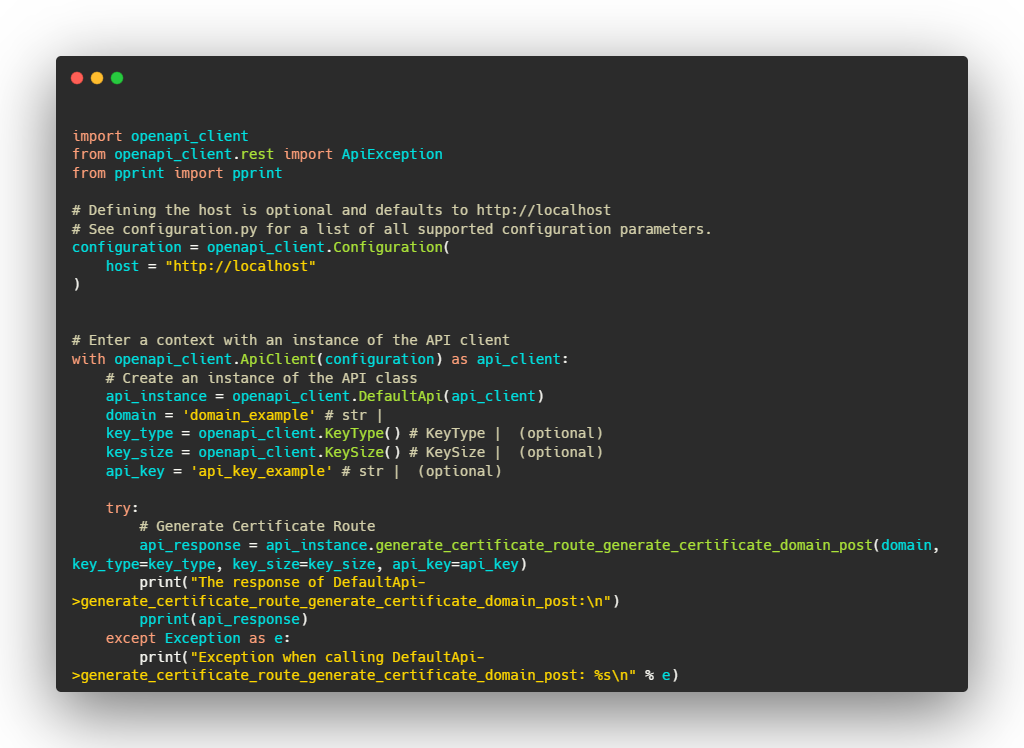 import openapi_client
from openapi_client.rest import ApiException
from pprint import pprint

# Defining the host is optional and defaults to http://localhost
# See configuration.py for a list of all supported configuration parameters.
configuration = openapi_client.Configuration(
    host = "http://localhost"
)


# Enter a context with an instance of the API client
with openapi_client.ApiClient(configuration) as api_client:
    # Create an instance of the API class
    api_instance = openapi_client.DefaultApi(api_client)
    domain = 'domain_example' # str |
    key_type = openapi_client.KeyType() # KeyType |  (optional)
    key_size = openapi_client.KeySize() # KeySize |  (optional)
    api_key = 'api_key_example' # str |  (optional)

    try:
        # Generate Certificate Route
        api_response = api_instance.generate_certificate_route_generate_certificate_domain_post(domain,
key_type=key_type, key_size=key_size, api_key=api_key)
        print("The response of DefaultApi-
>generate_certificate_route_generate_certificate_domain_post:\n")
        pprint(api_response)
    except Exception as e:
        print("Exception when calling DefaultApi-
>generate_certificate_route_generate_certificate_domain_post: %s\n" % e)